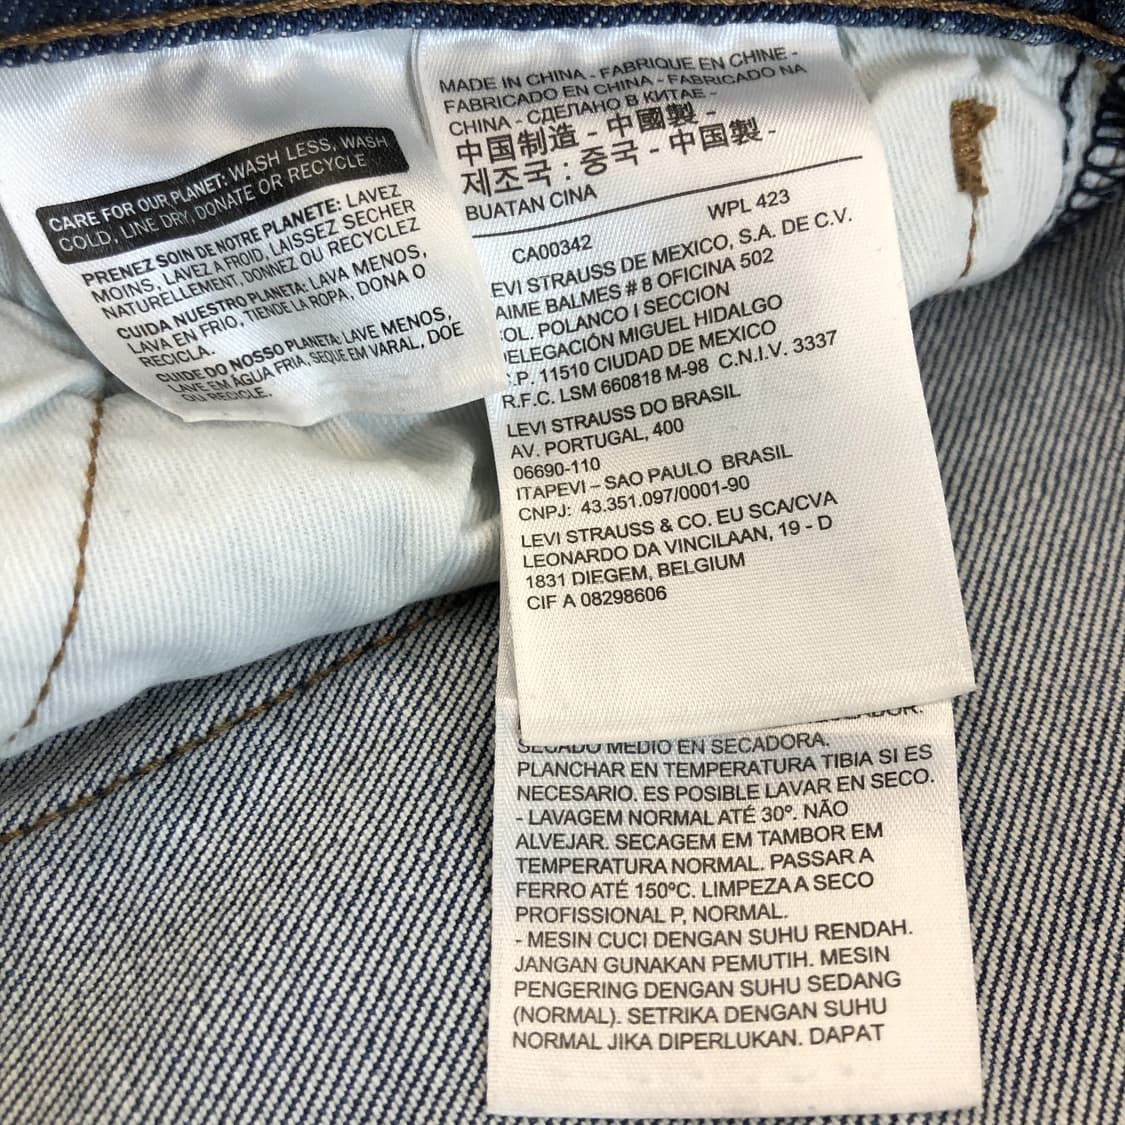 CARE FOR OUR PLANET: WASH LESS, WASH
COLD, LINE DRY, DONATE OR RECYCLE
PRENEZ SOIN DE NOTRE PLANETE: LAVEZ
MOINS, LAVEZ A FROID, LAISSEZ SECHER
NATURELLEMENT, DONNEZ OU RECYCLEZ
CUIDA NUESTRO PLANETA: LAVA MENOS,
LAVA EN FRIO, TIENDE LA ROPA, DONA O
RECICLA.
CUIDE DO NOSSO PLANETA: LAVE MENOS,
LAVE EM ÁGUA FRIA, SEQUE EM VARAL, DOE
OU RECICLE.
MADE IN CHINA - FABRIQUE EN CHINE -
FABRICADO EN CHINA - FABRICADO NA
CHINA - СДЕЛАНО В КИТАЕ -
中国制造 - 中國製 -
제조국 : 중국 - 中国製 -
BUATAN CINA
WPL 423
CA00342
EVI STRAUSS DE MEXICO, S.A. DE C.V.
AIME BALMES # 8 OFICINA 502
OL. POLANCO I SECCION
ELEGACIÓN MIGUEL HIDALGO
.P. 11510 CIUDAD DE MEXICO
R.F.C. LSM 660818 M-98 C.N.I.V. 3337
LEVI STRAUSS DO BRASIL
AV. PORTUGAL, 400
06690-110
ITAPEVI – SAO PAULO BRASIL
CNPJ: 43.351.097/0001-90
LEVI STRAUSS & CO. EU SCA/CVA
LEONARDO DA VINCILAAN, 19 - D
1831 DIEGEM, BELGIUM
CIF A 08298606
SECADO MEDIO EN SECADORA.
PLANCHAR EN TEMPERATURA TIBIA SI ES
NECESARIO. ES POSIBLE LAVAR EN SECO.
- LAVAGEM NORMAL ATÉ 30º. NÃO
ALVEJAR. SECAGEM EM TAMBOR EM
TEMPERATURA NORMAL. PASSAR A
FERRO ATÉ 150ºC. LIMPEZA A SECO
PROFISSIONAL P, NORMAL.
- MESIN CUCI DENGAN SUHU RENDAH.
JANGAN GUNAKAN PEMUTIH. MESIN
PENGERING DENGAN SUHU SEDANG
(NORMAL). SETRIKA DENGAN SUHU
NORMAL JIKA DIPERLUKAN. DAPAT